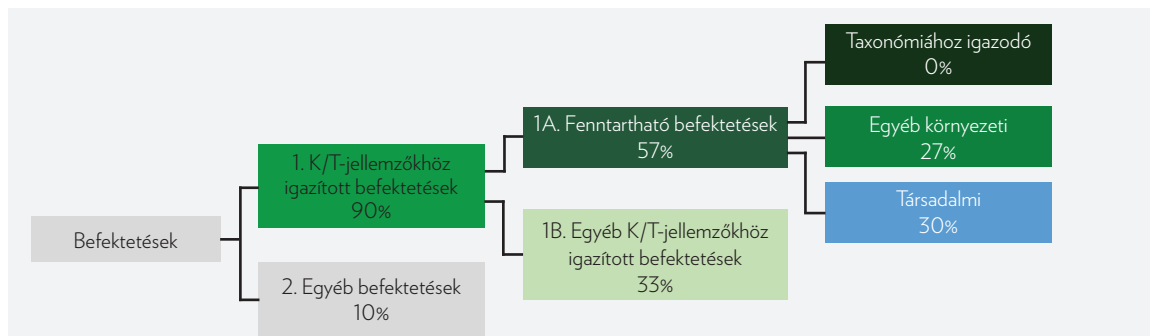 Befektetések
1. K/T-jellemzőkhöz
igazított befektetések
90%
2. Egyéb befektetések
10%
1A. Fenntartható befektetések
57%
1B. Egyéb K/T-jellemzőkhöz
igazított befektetések
33%
Taxonómiához igazodó
0%
Egyéb környezeti
27%
Társadalmi
30%